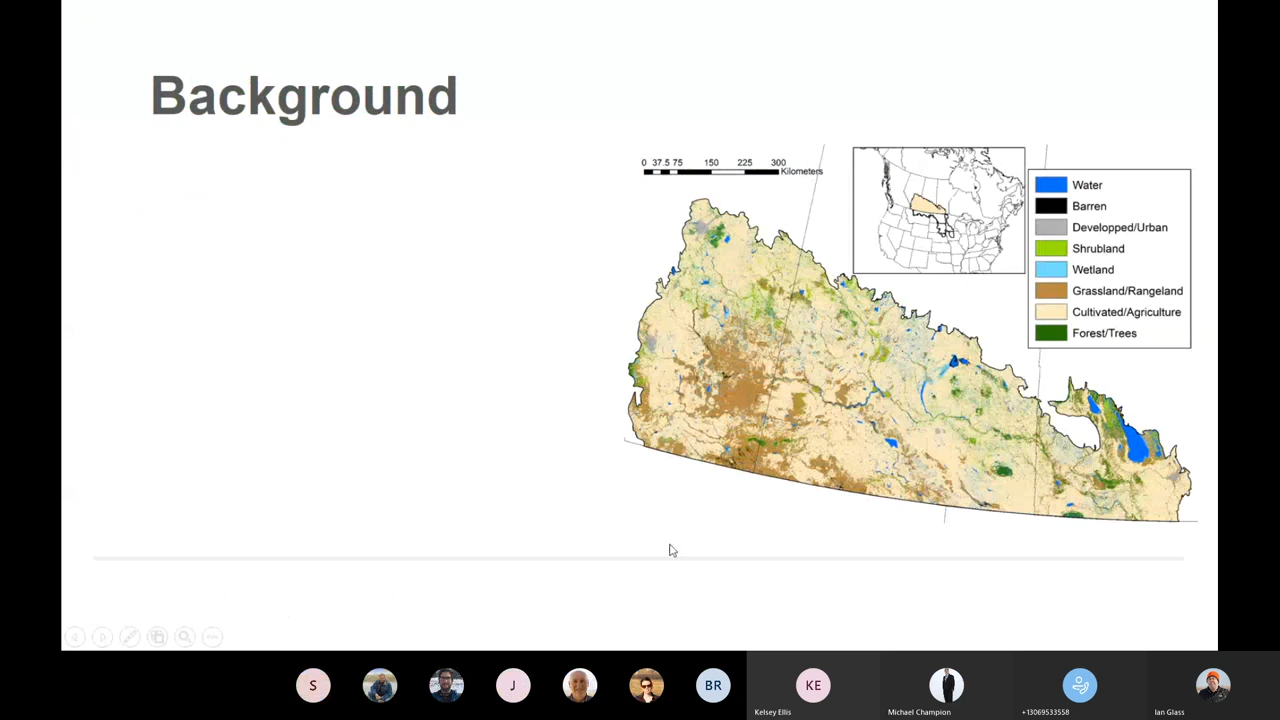 Background
0 37.5 75 150 225 300
Kilometers
Water
Barren
Developped/Urban
Shrubland
Wetland
Grassland/Rangeland
Cultivated/Agriculture
Forest/Trees
S
J
BR
KE
Kelsey Ellis
Michael Champion
+13069533558
Ian Glass